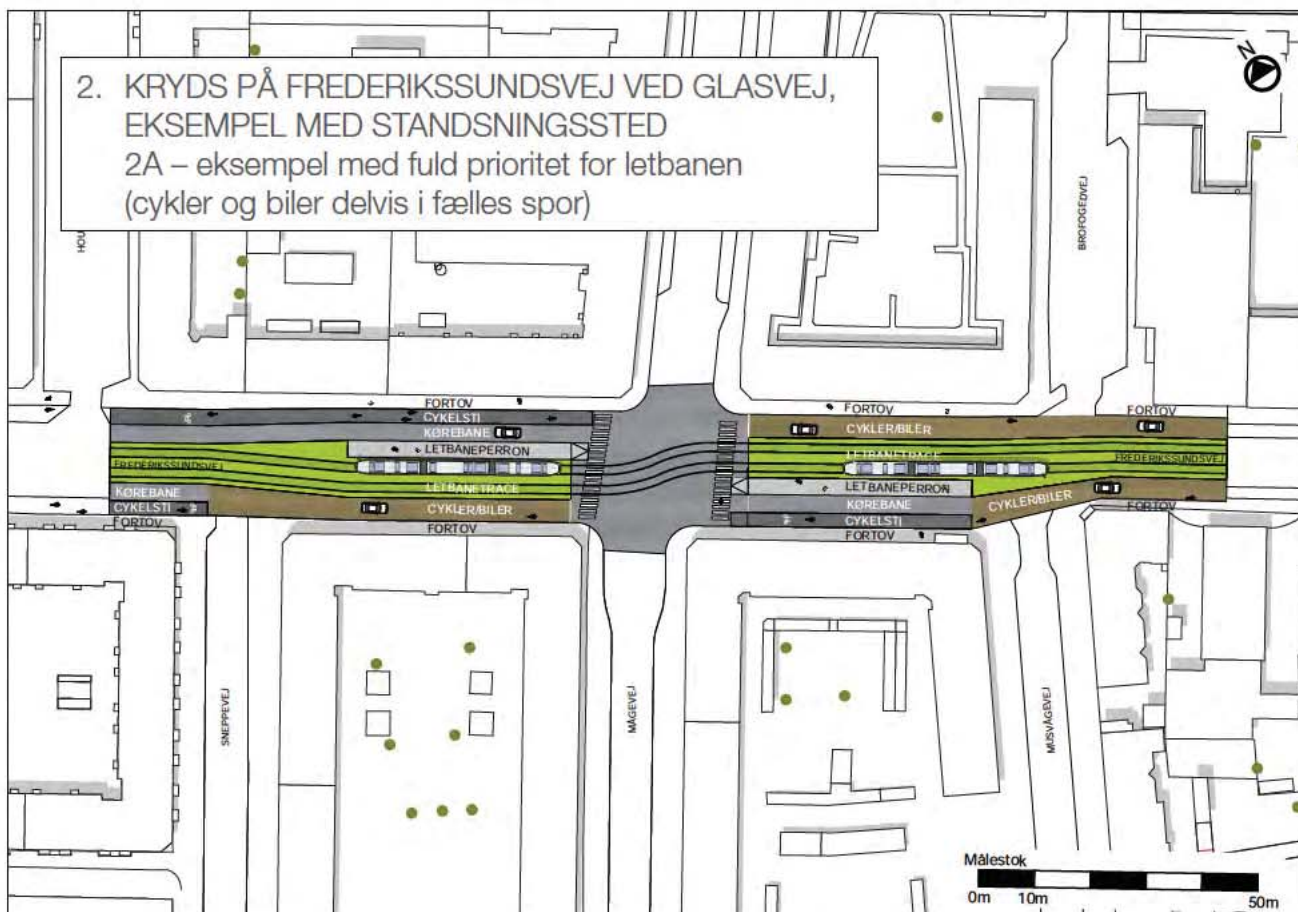 2. KRYDS PÅ FREDERIKSSUNDSVEJ VED GLASVEJ,
EKSEMPEL MED STANDSNINGSSTED
2A – eksempel med fuld prioritet for letbanen
(cykler og biler delvis i fælles spor)
N
HOU
BROFOGEDVEJ
FORTOV
CYKELSTI
KØREBANE
LETBANEPERRON
FREDERIKSSUNDSVEJ
LETBANETRACE
KØREBANE
CYKELSTI
FORTOV
CYKLER/BILER
FORTOV
FORTOV
FORTOV
CYKLER/BILER
LETBANETRACE
FREDERIKSSUNDSVEJ
LETBANEPERRON
KØREBANE
CYKLER/BILER
CYKELSTI
FORTOV
FORTOV
SNEPPEVEJ
MÅGEVEJ
MUSVÅGEVEJ
Målestok
0m 10m 50m